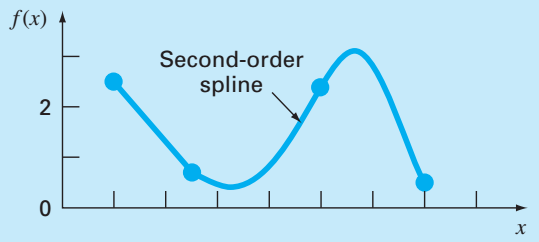 f(x)
Second-order
spline
2
0
x